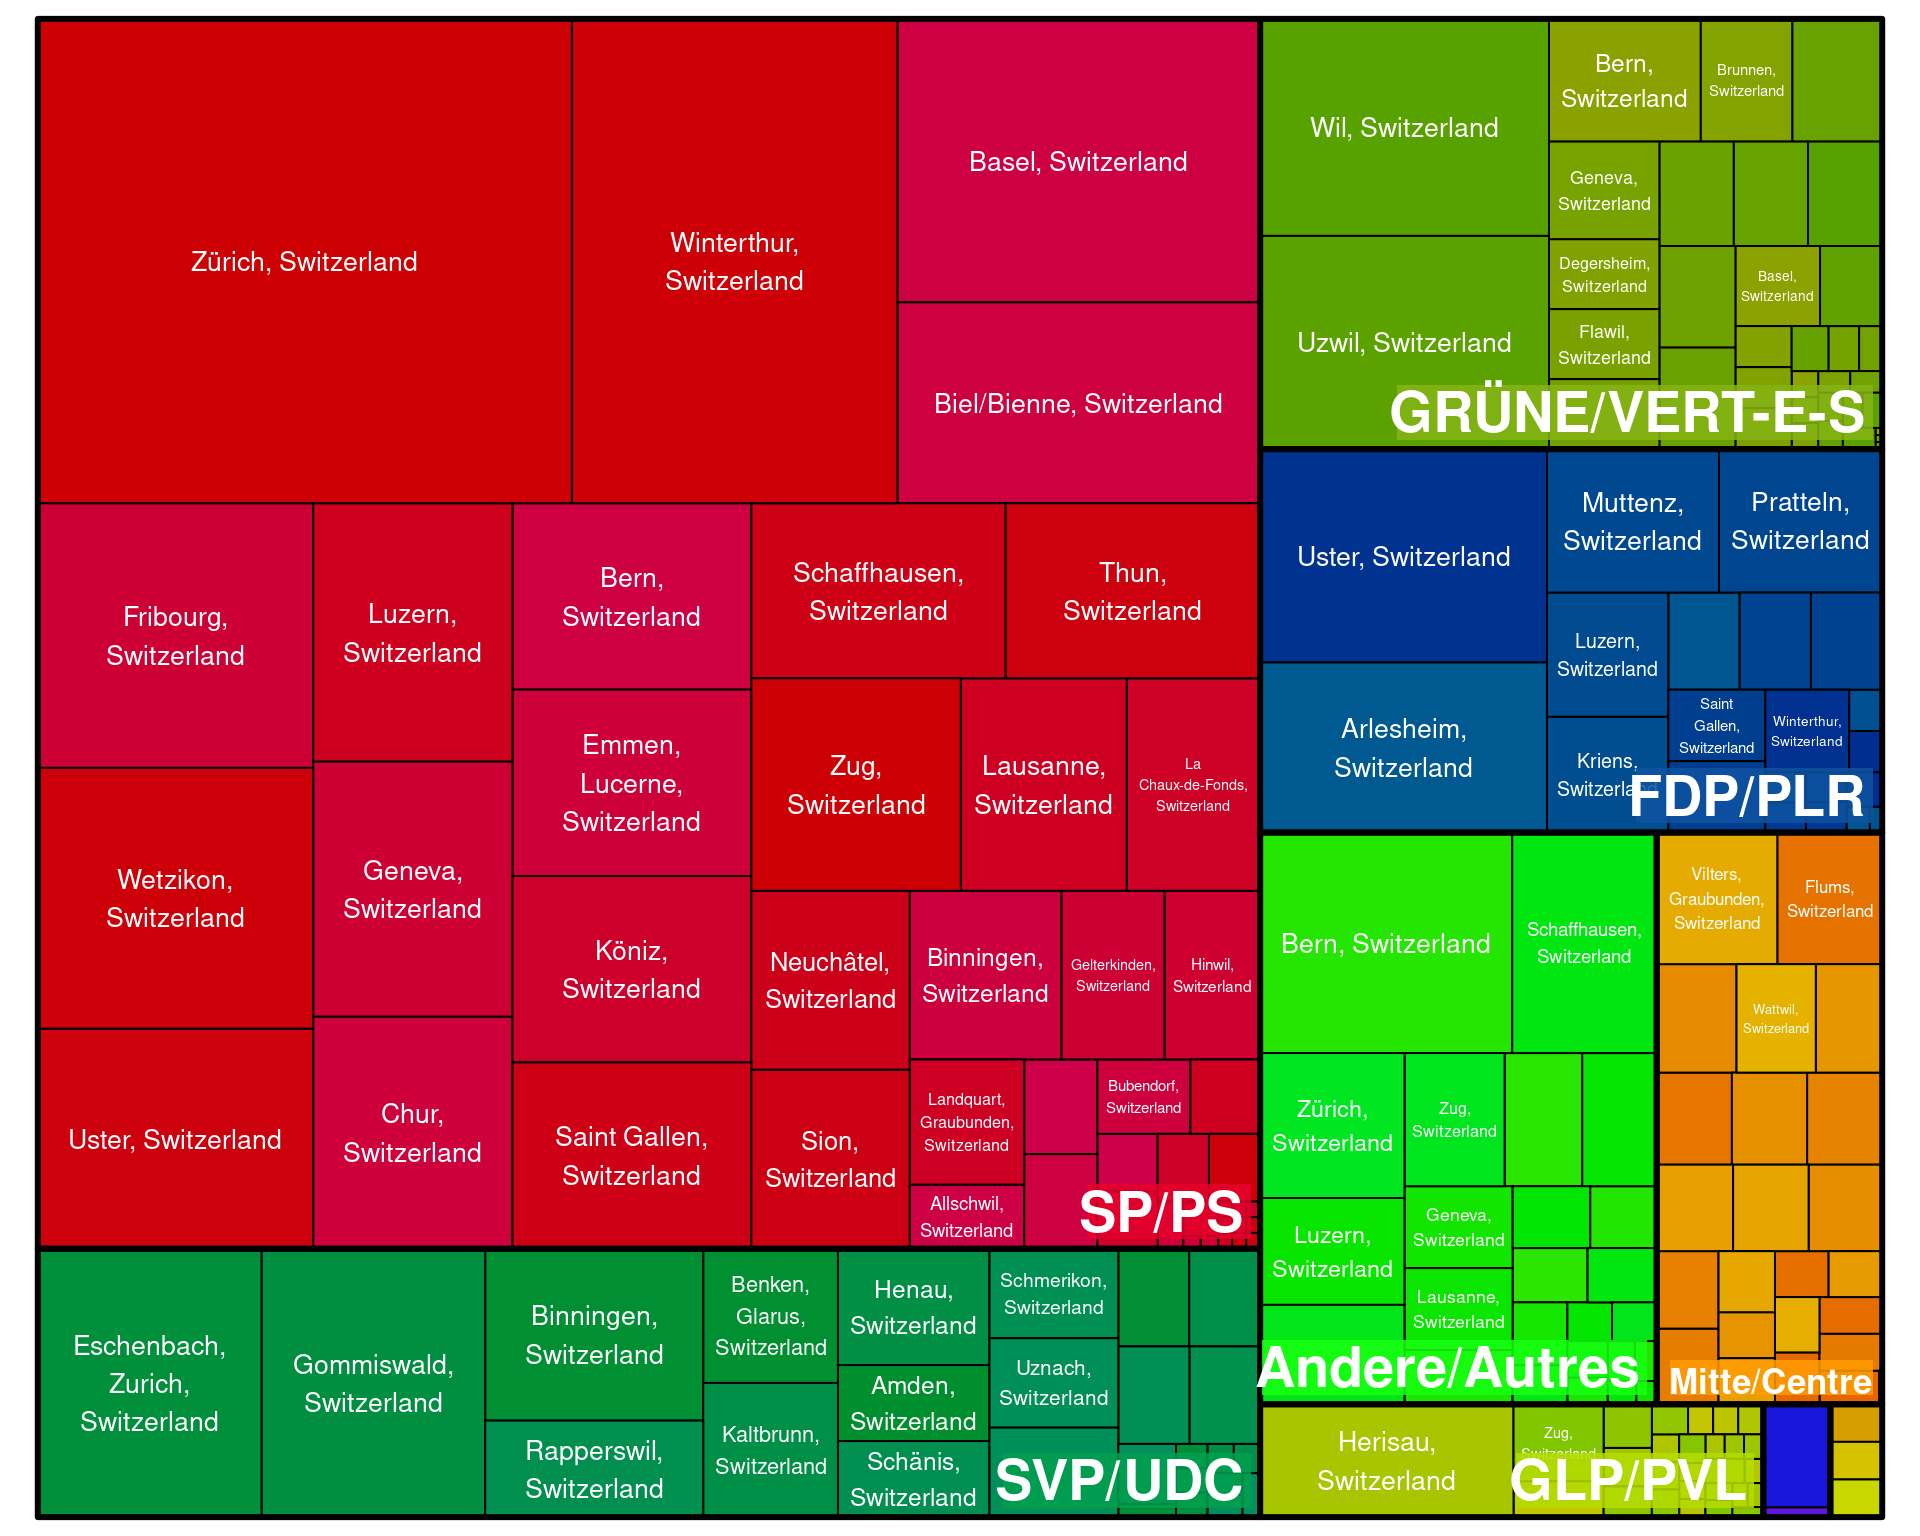 Zürich, Switzerland
Winterthur,
Switzerland
Basel, Switzerland
Biel/Bienne, Switzerland
Fribourg,
Switzerland
Luzern,
Switzerland
Bern,
Switzerland
Schaffhausen,
Switzerland
Thun,
Switzerland
Emmen,
Lucerne,
Switzerland
Zug,
Switzerland
Lausanne,
Switzerland
La
Chaux-de-Fonds,
Switzerland
Wetzikon,
Switzerland
Geneva,
Switzerland
Köniz,
Switzerland
Neuchâtel,
Switzerland
Binningen,
Switzerland
Gelterkinden,
Switzerland
Hinwil,
Switzerland
Uster, Switzerland
Chur,
Switzerland
Saint Gallen,
Switzerland
Sion,
Switzerland
Landquart,
Graubunden,
Switzerland
Bubendorf,
Switzerland
Allschwil,
Switzerland
SP/PS
Eschenbach,
Zurich,
Switzerland
Gommiswald,
Switzerland
Binningen,
Switzerland
Rapperswil,
Switzerland
Benken,
Glarus,
Switzerland
Kaltbrunn,
Switzerland
Henau,
Switzerland
Amden,
Switzerland
Schänis,
Switzerland
Schmerikon,
Switzerland
Uznach,
Switzerland
SVP/UDC
Wil, Switzerland
Uzwil, Switzerland
Bern,
Switzerland
Brunnen,
Switzerland
Geneva,
Switzerland
Degersheim,
Switzerland
Flawil,
Switzerland
Basel,
Switzerland
GRÜNE/VERT-E-S
Uster, Switzerland
Arlesheim,
Switzerland
Muttenz,
Switzerland
Pratteln,
Switzerland
Luzern,
Switzerland
Kriens,
Switzerland
Saint
Gallen,
Switzerland
Winterthur,
Switzerland
FDP/PLR
Bern, Switzerland
Schaffhausen,
Switzerland
Zürich,
Switzerland
Zug,
Switzerland
Luzern,
Switzerland
Geneva,
Switzerland
Lausanne,
Switzerland
Andere/Autres
Vilters,
Graubunden,
Switzerland
Flums,
Switzerland
Wattwil,
Switzerland
Mitte/Centre
Herisau,
Switzerland
Zug,
Switzerland
GLP/PVL